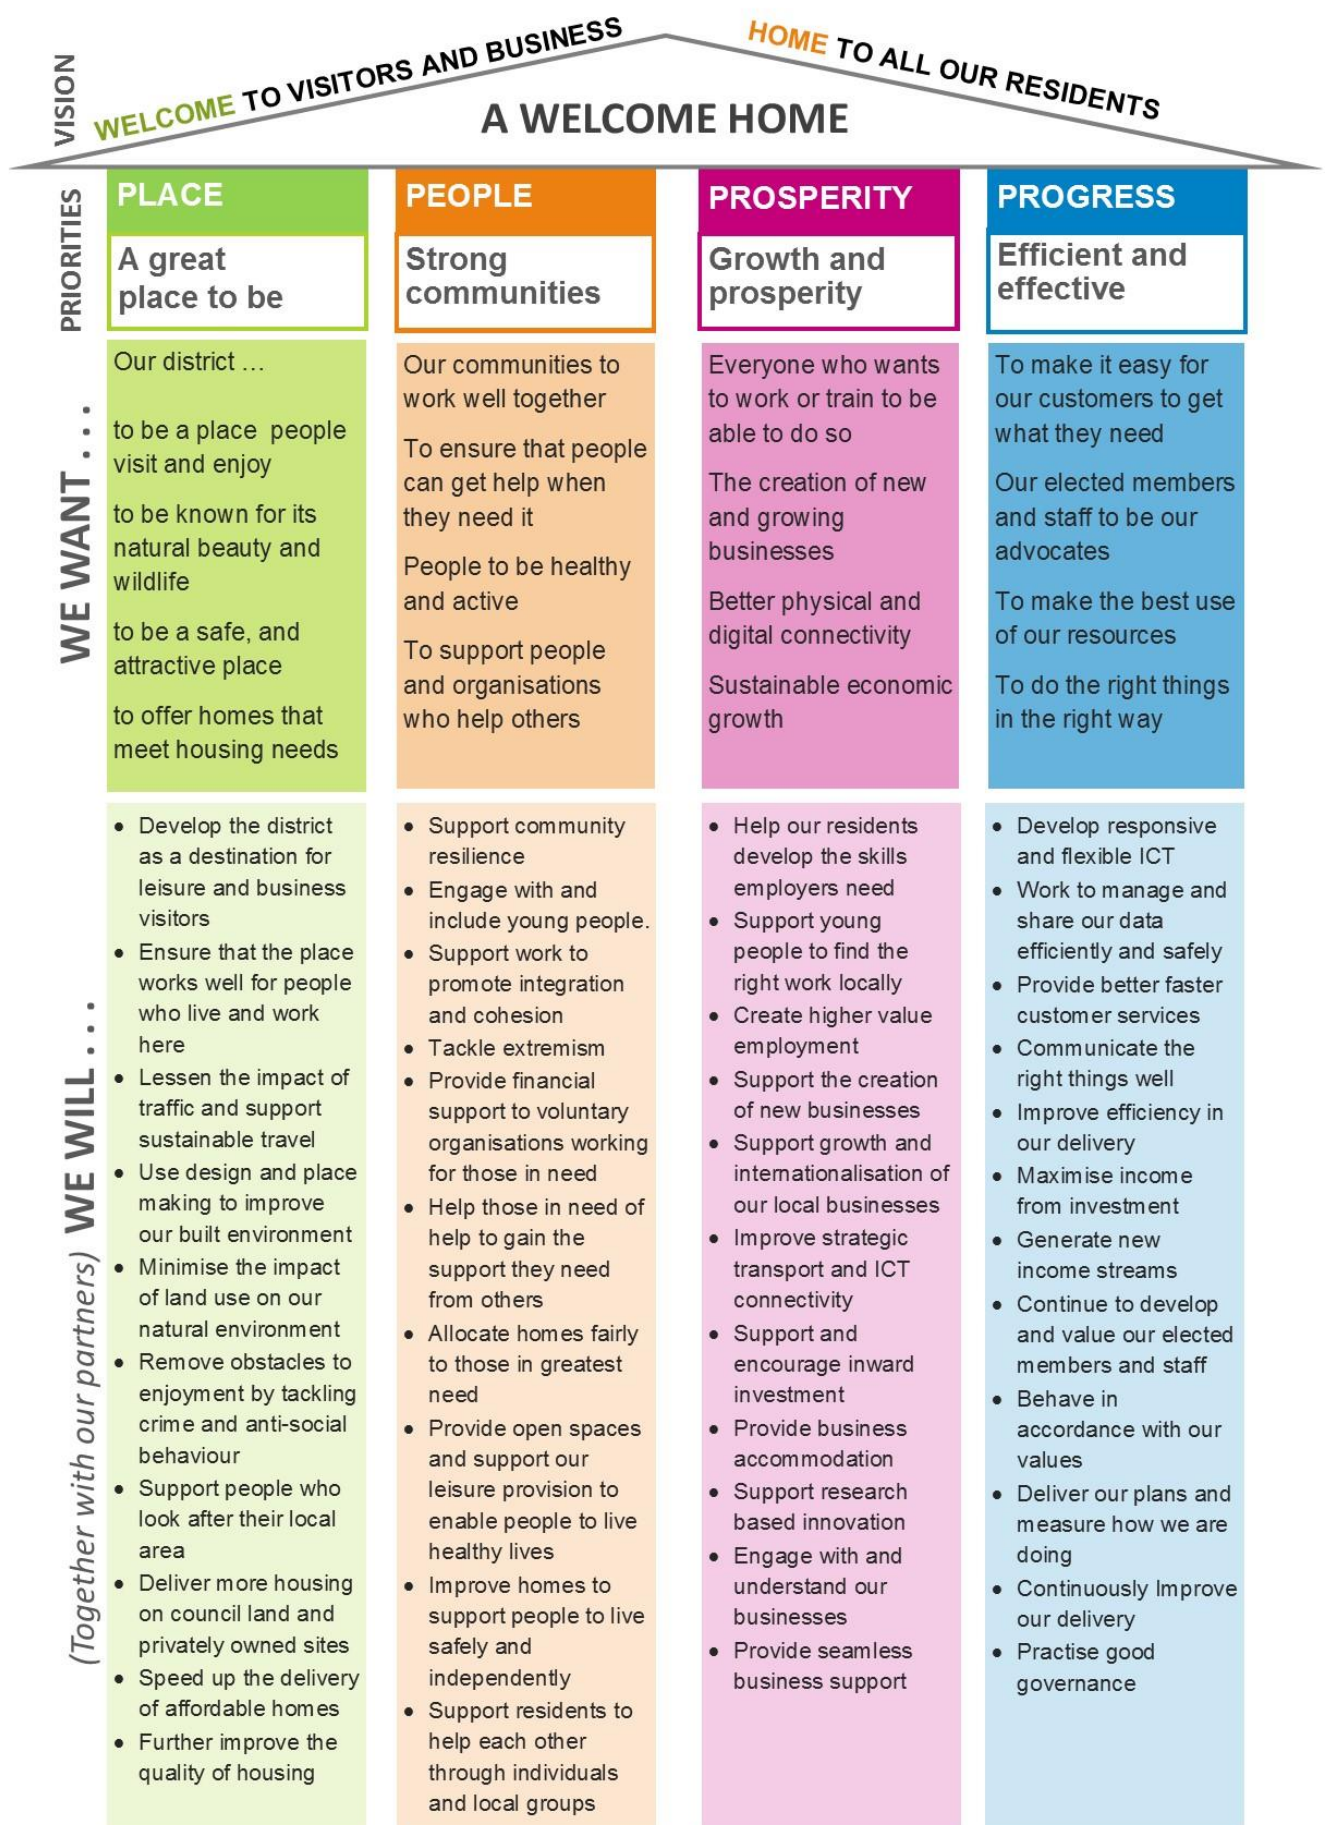 VISION
WELCOME TO VISITORS AND BUSINESS
HOME TO ALL OUR RESIDENTS
A WELCOME HOME
PRIORITIES
PLACE
A great
place to be
PEOPLE
Strong
communities
PROSPERITY
Growth and
prosperity
PROGRESS
Efficient and
effective
WE WANT . . .
Our district …
to be a place people
visit and enjoy
to be known for its
natural beauty and
wildlife
to be a safe, and
attractive place
to offer homes that
meet housing needs
Our communities to
work well together
To ensure that people
can get help when
they need it
People to be healthy
and active
To support people
and organisations
who help others
Everyone who wants
to work or train to be
able to do so
The creation of new
and growing
businesses
Better physical and
digital connectivity
Sustainable economic
growth
To make it easy for
our customers to get
what they need
Our elected members
and staff to be our
advocates
To make the best use
of our resources
To do the right things
in the right way
(Together with our partners) WE WILL . . .
• Develop the district
as a destination for
leisure and business
visitors
• Ensure that the place
works well for people
who live and work
here
• Lessen the impact of
traffic and support
sustainable travel
• Use design and place
making to improve
our built environment
• Minimise the impact
of land use on our
natural environment
• Remove obstacles to
enjoyment by tackling
crime and anti-social
behaviour
• Support people who
look after their local
area
• Deliver more housing
on council land and
privately owned sites
• Speed up the delivery
of affordable homes
• Further improve the
quality of housing
• Support community
resilience
• Engage with and
include young people.
• Support work to
promote integration
and cohesion
• Tackle extremism
• Provide financial
support to voluntary
organisations working
for those in need
• Help those in need of
help to gain the
support they need
from others
• Allocate homes fairly
to those in greatest
need
• Provide open spaces
and support our
leisure provision to
enable people to live
healthy lives
• Improve homes to
support people to live
safely and
independently
• Support residents to
help each other
through individuals
and local groups
• Help our residents
develop the skills
employers need
• Support young
people to find the
right work locally
• Create higher value
employment
• Support the creation
of new businesses
• Support growth and
internationalisation of
our local businesses
• Improve strategic
transport and ICT
connectivity
• Support and
encourage inward
investment
• Provide business
accommodation
• Support research
based innovation
• Engage with and
understand our
businesses
• Provide seamless
business support
• Develop responsive
and flexible ICT
• Work to manage and
share our data
efficiently and safely
• Provide better faster
customer services
• Communicate the
right things well
• Improve efficiency in
our delivery
• Maximise income
from investment
• Generate new
income streams
• Continue to develop
and value our elected
members and staff
• Behave in
accordance with our
values
• Deliver our plans and
measure how we are
doing
• Continuously Improve
our delivery
• Practise good
governance